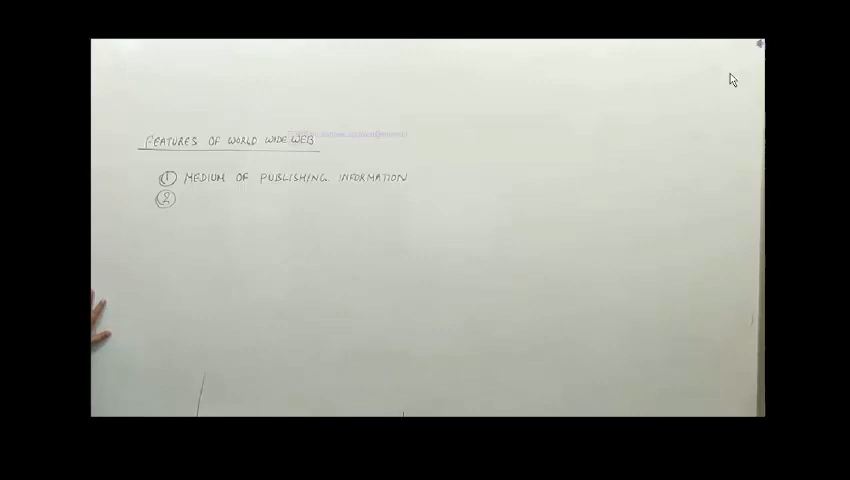 FEATURES OF WORLD WIDE WEB
① MEDIUM OF PUBLISHING INFORMATION
②